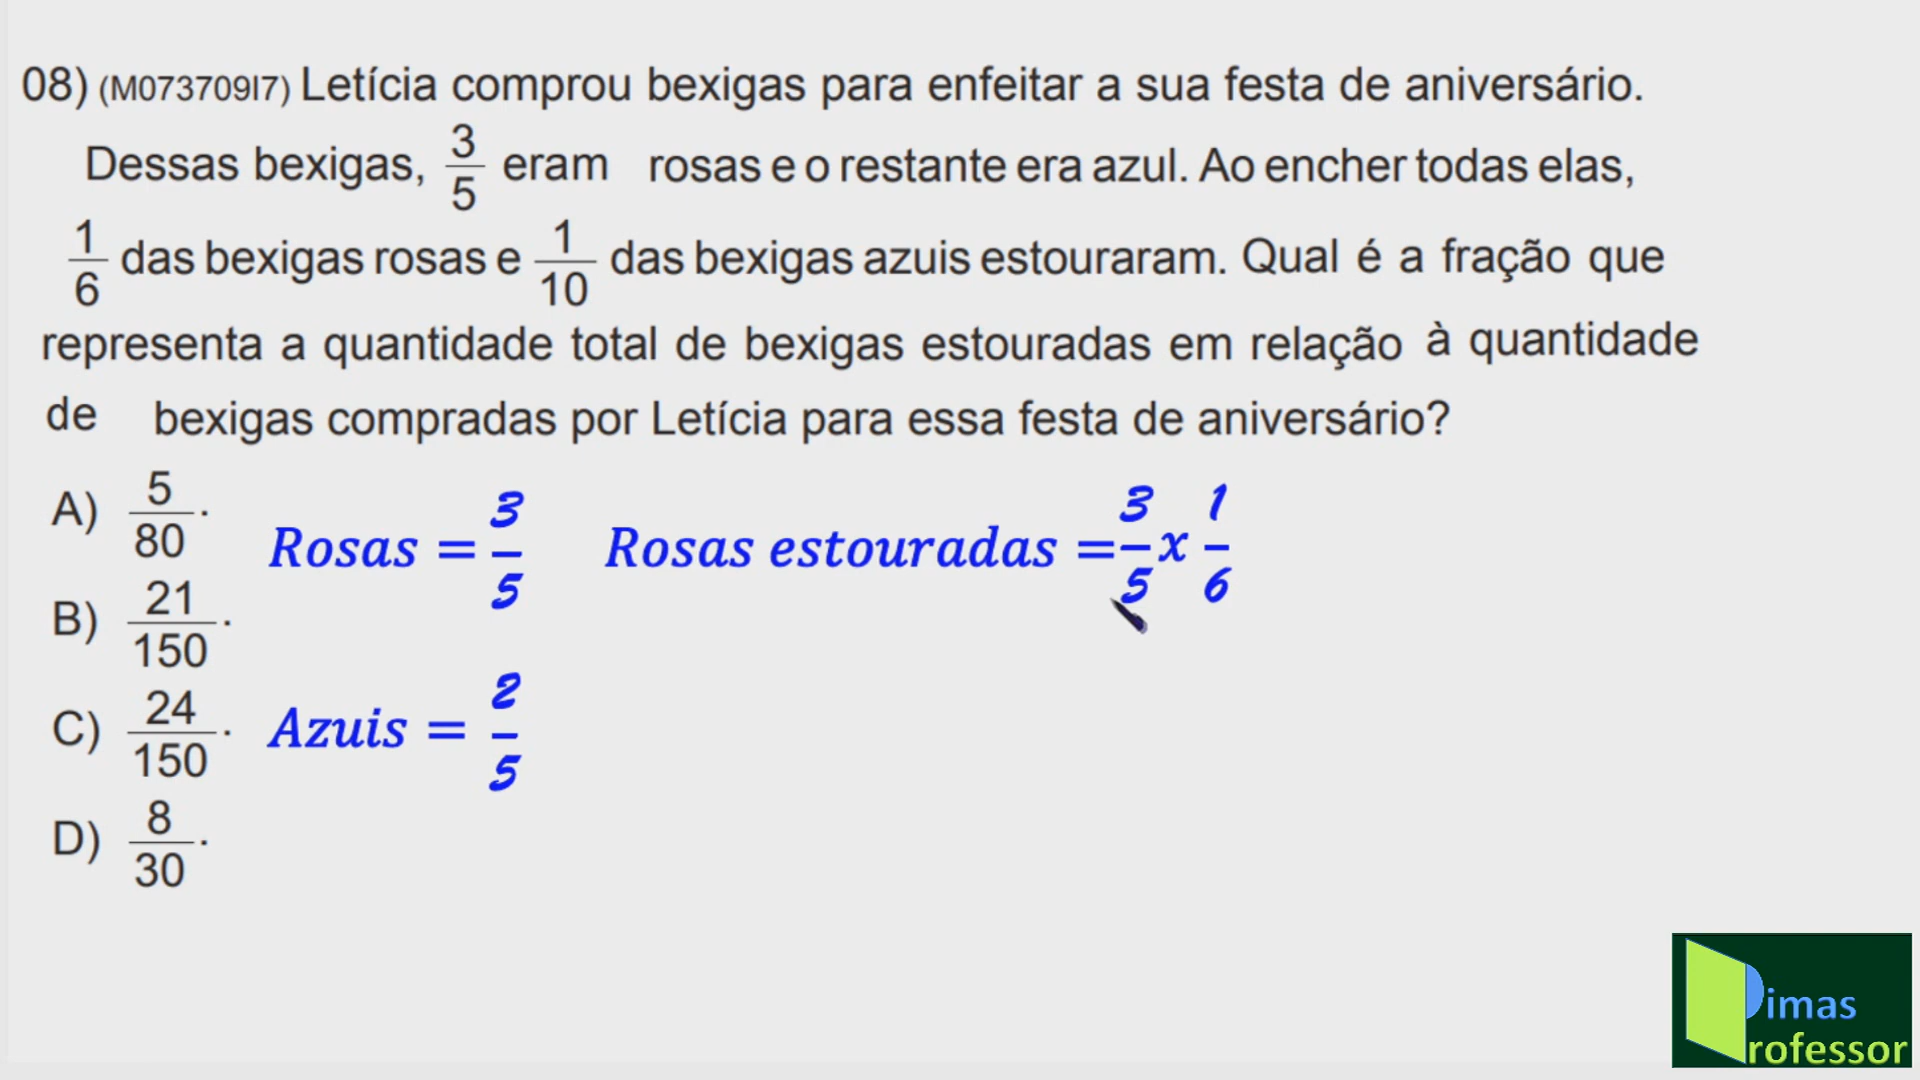 08) (M073709I7) Letícia comprou bexigas para enfeitar a sua festa de aniversário.
Dessas bexigas, 3/5 eram rosas e o restante era azul. Ao encher todas elas,
1/6 das bexigas rosas e 1/10 das bexigas azuis estouraram. Qual é a fração que
representa a quantidade total de bexigas estouradas em relação à quantidade
de bexigas compradas por Letícia para essa festa de aniversário?
A) 5/80.
B) 21/150.
C) 24/150.
D) 8/30.
Rosas = 3/5
Rosas estouradas = 3/5 x 1/6
Azuis = 2/5
Dimas
Professor